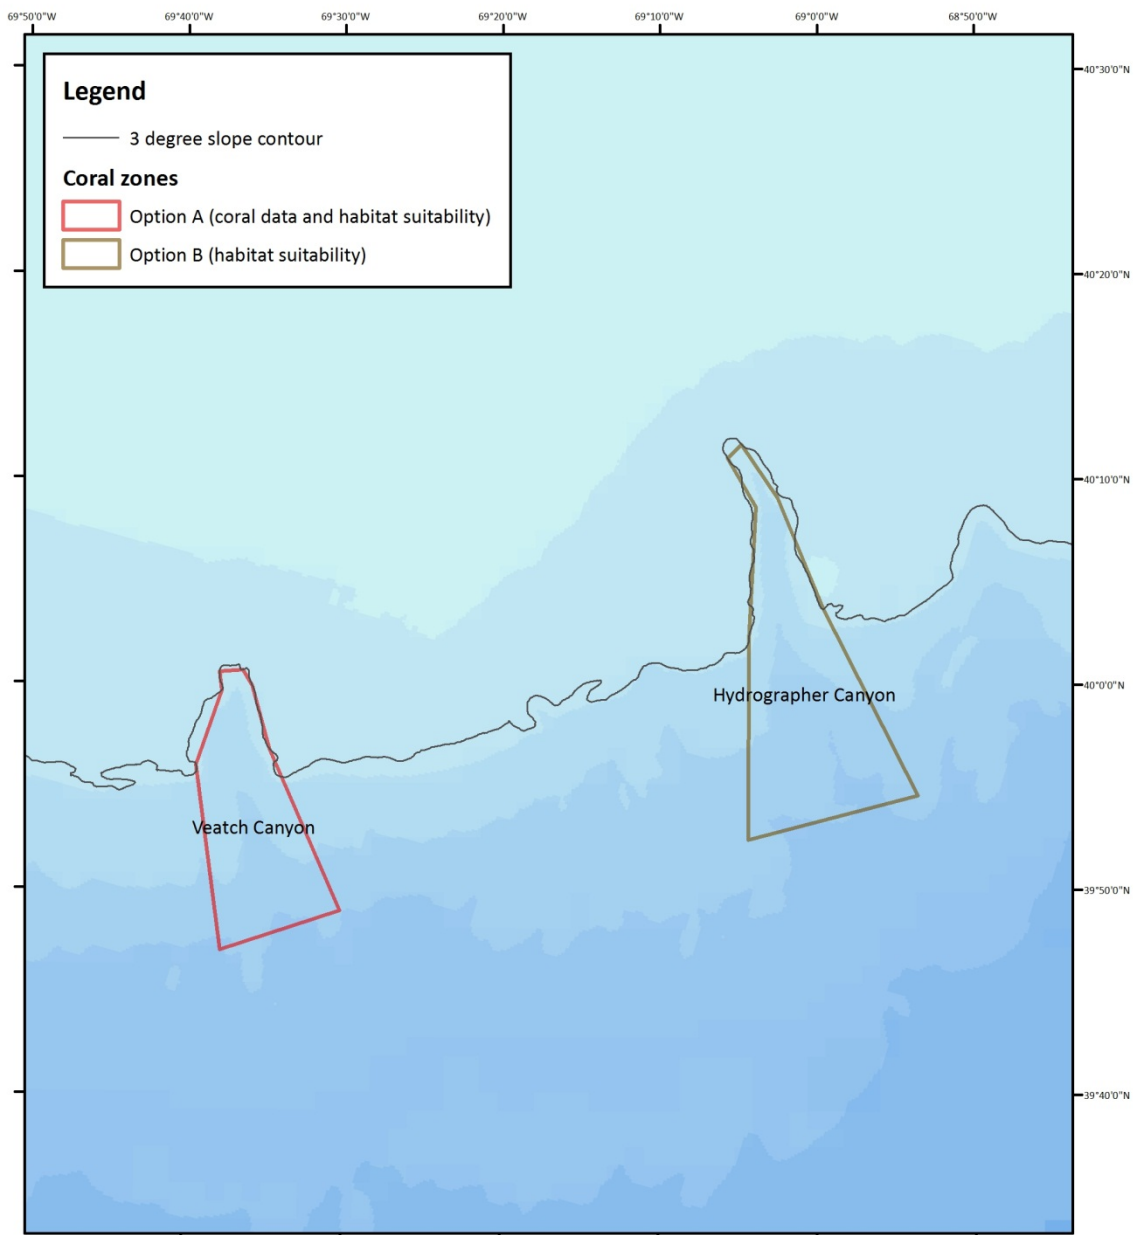 69°50'0"W 69°40'0"W 69°30'0"W 69°20'0"W 69°10'0"W 69°0'0"W 68°50'0"W
Legend
3 degree slope contour
Coral zones
Option A (coral data and habitat suitability)
Option B (habitat suitability)
40°30'0"N
40°20'0"N
40°10'0"N
40°0'0"N
Hydrographer Canyon
Veatch Canyon
39°50'0"N
39°40'0"N